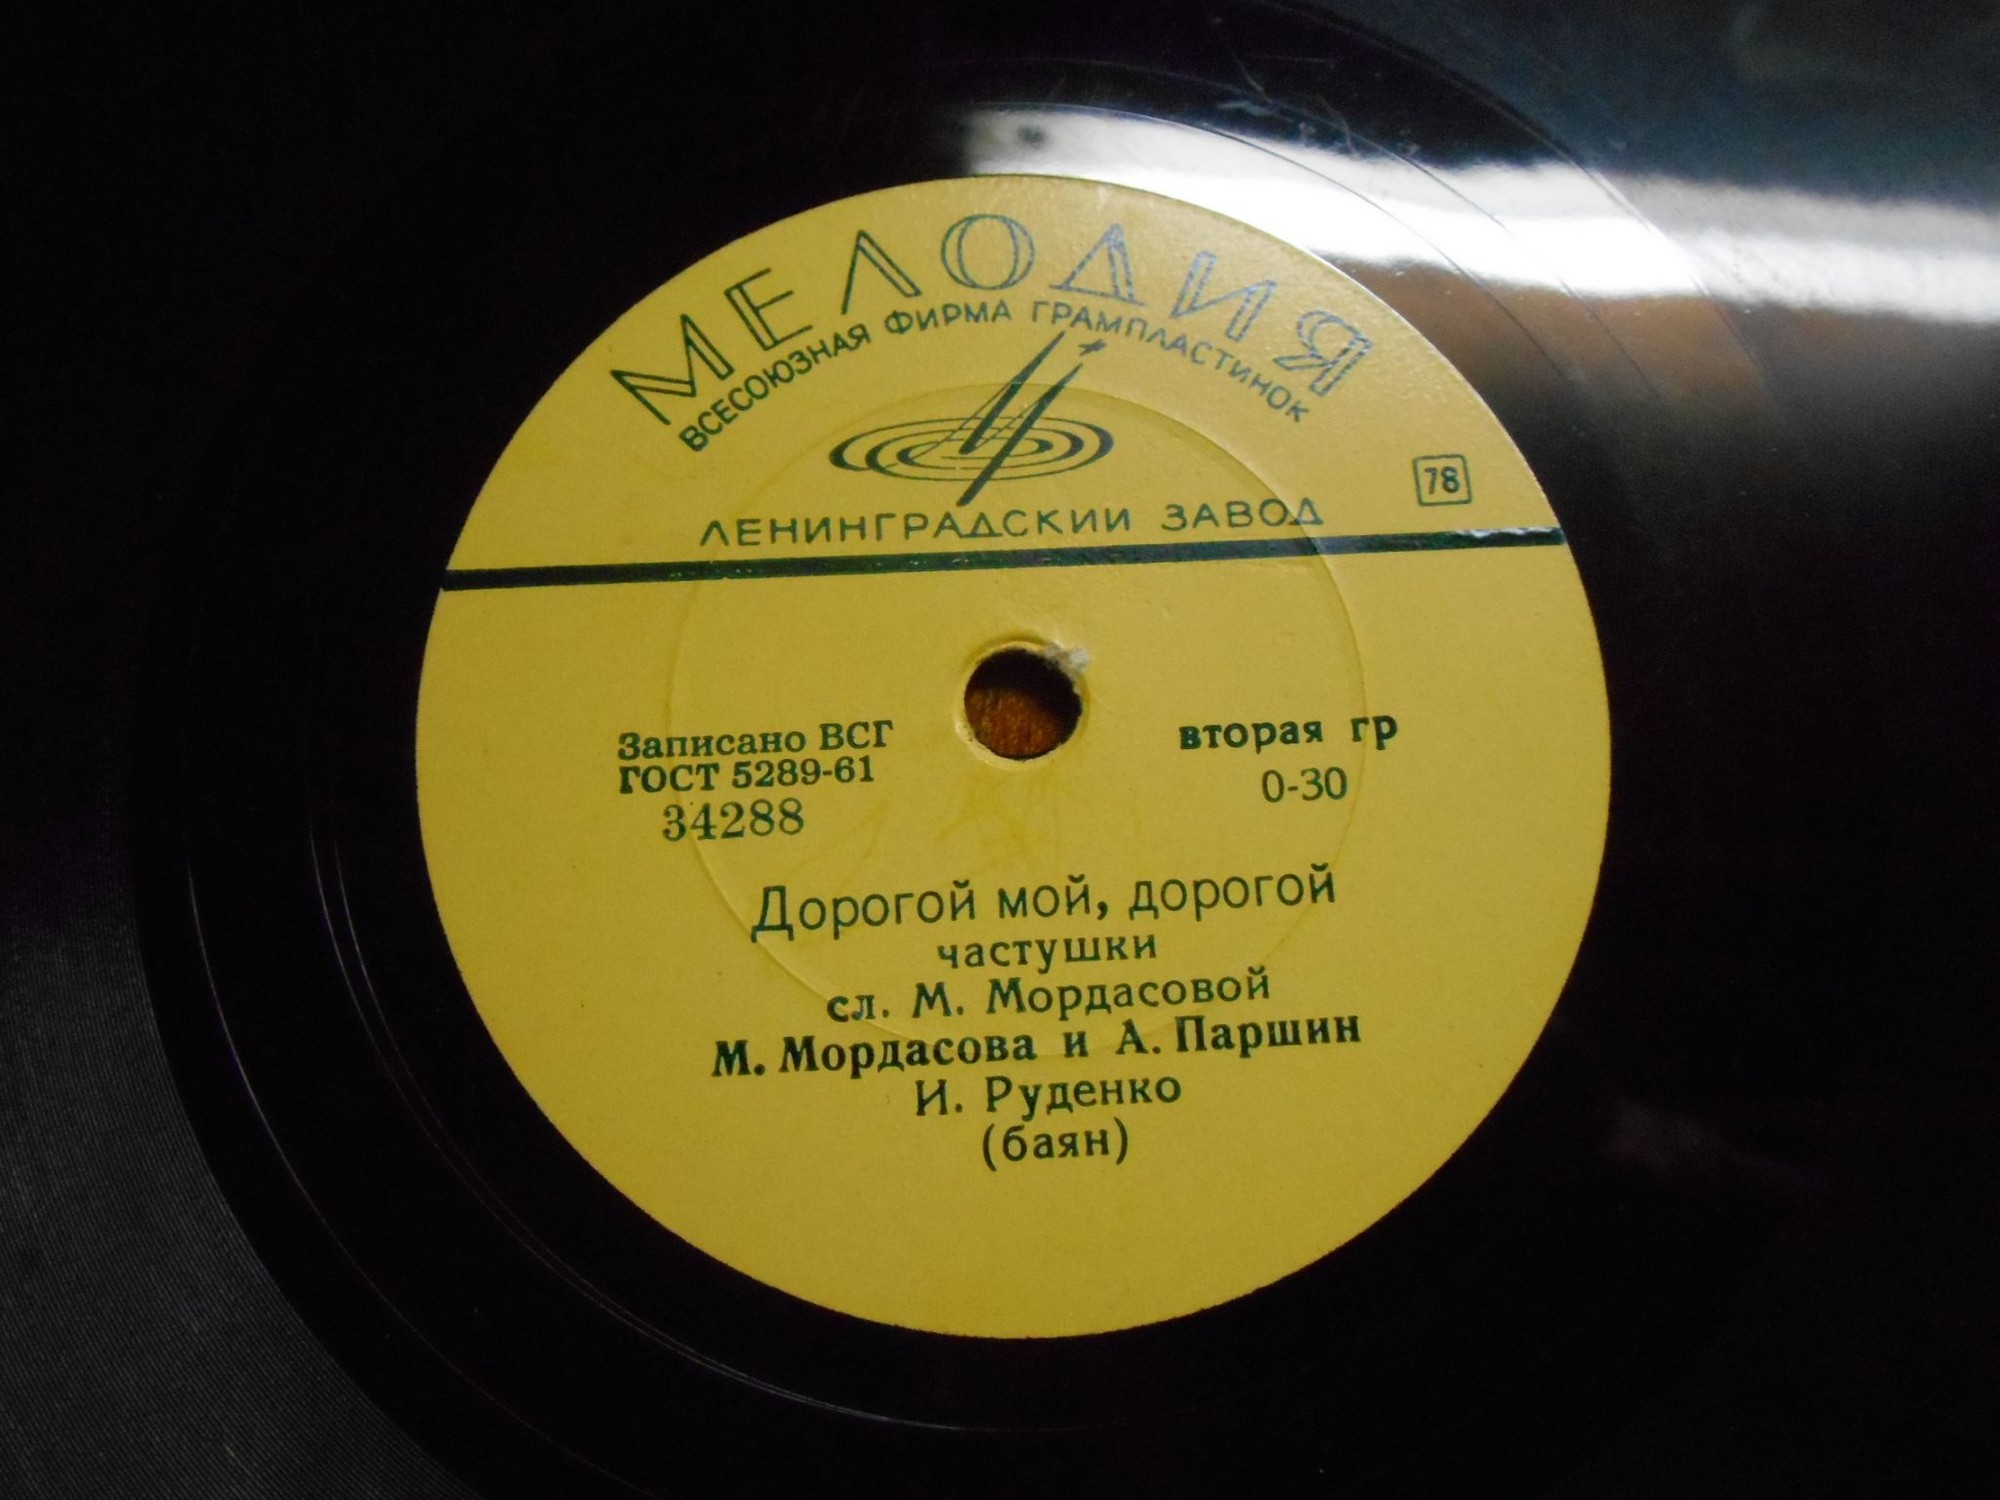 МЕЛОДИЯ
ВСЕСОЮЗНАЯ ФИРМА ГРАМПЛАСТИНОК
ЛЕНИНГРАДСКИЙ ЗАВОД
78
Записано ВСГ
ГОСТ 5289-61
34288
вторая гр
0-30
Дорогой мой, дорогой
частушки
сл. М. Мордасовой
М. Мордасова и А. Паршин
И. Руденко
(баян)